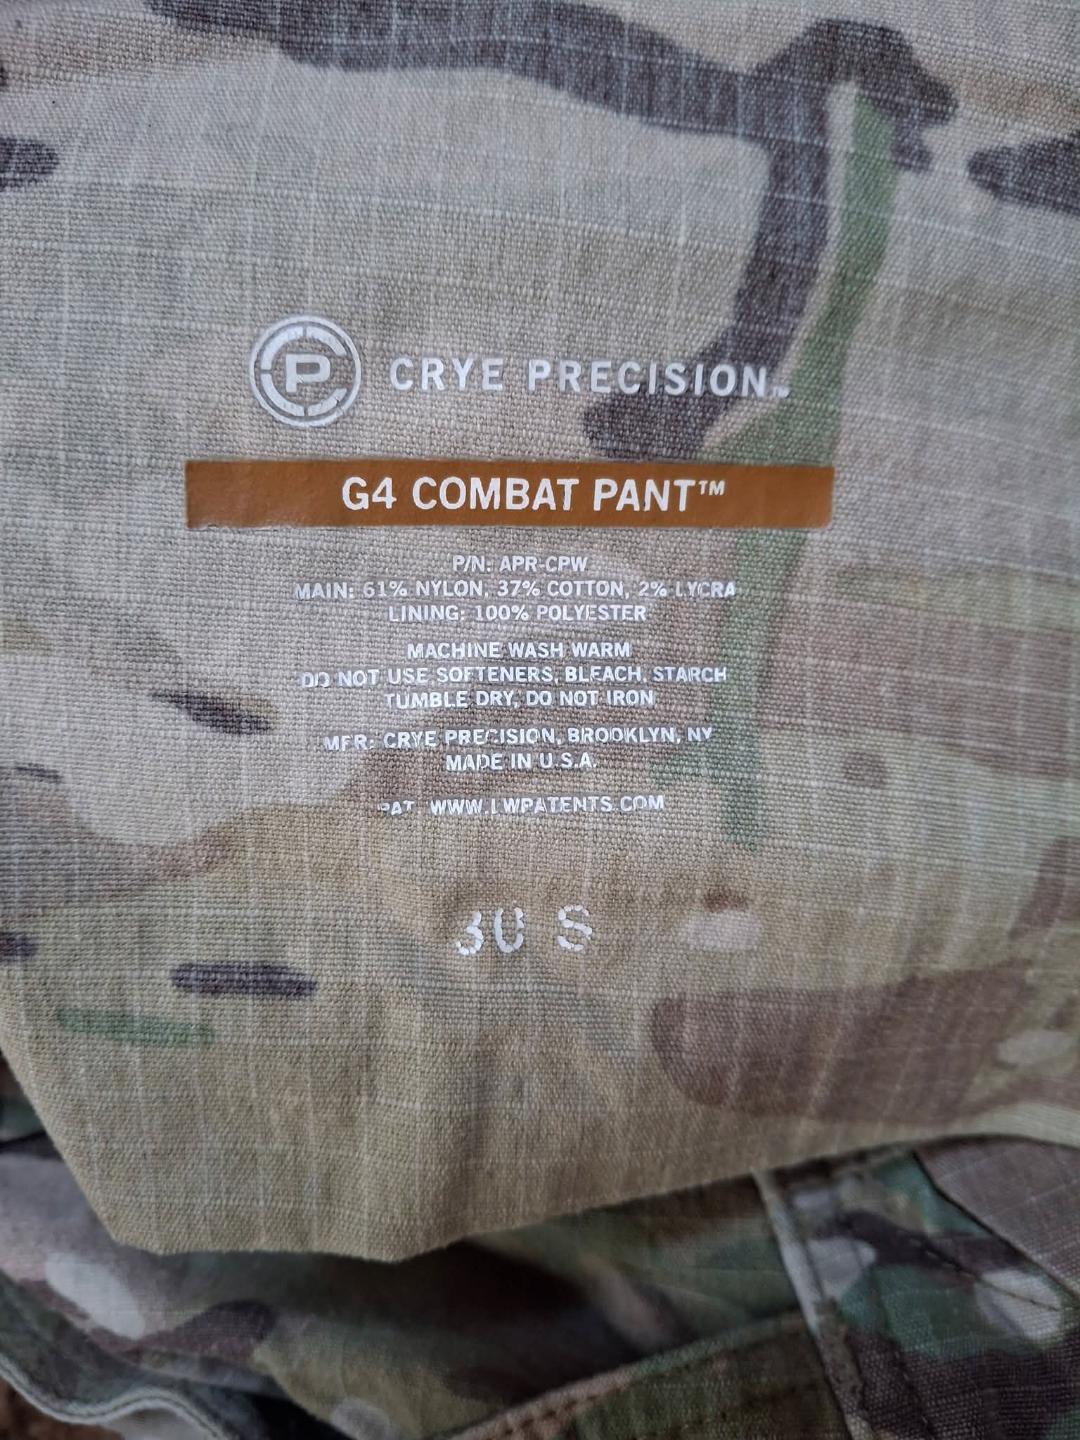 CP CRYE PRECISION™
G4 COMBAT PANT™
P/N: APR-CPW
MAIN: 61% NYLON, 37% COTTON, 2% LYCRA
LINING: 100% POLYESTER
MACHINE WASH WARM
DO NOT USE SOFTENERS, BLEACH, STARCH
TUMBLE DRY, DO NOT IRON
MFR: CRYE PRECISION, BROOKLYN, NY
MADE IN U.S.A.
PAT. WWW.LWPATENTS.COM
30 S